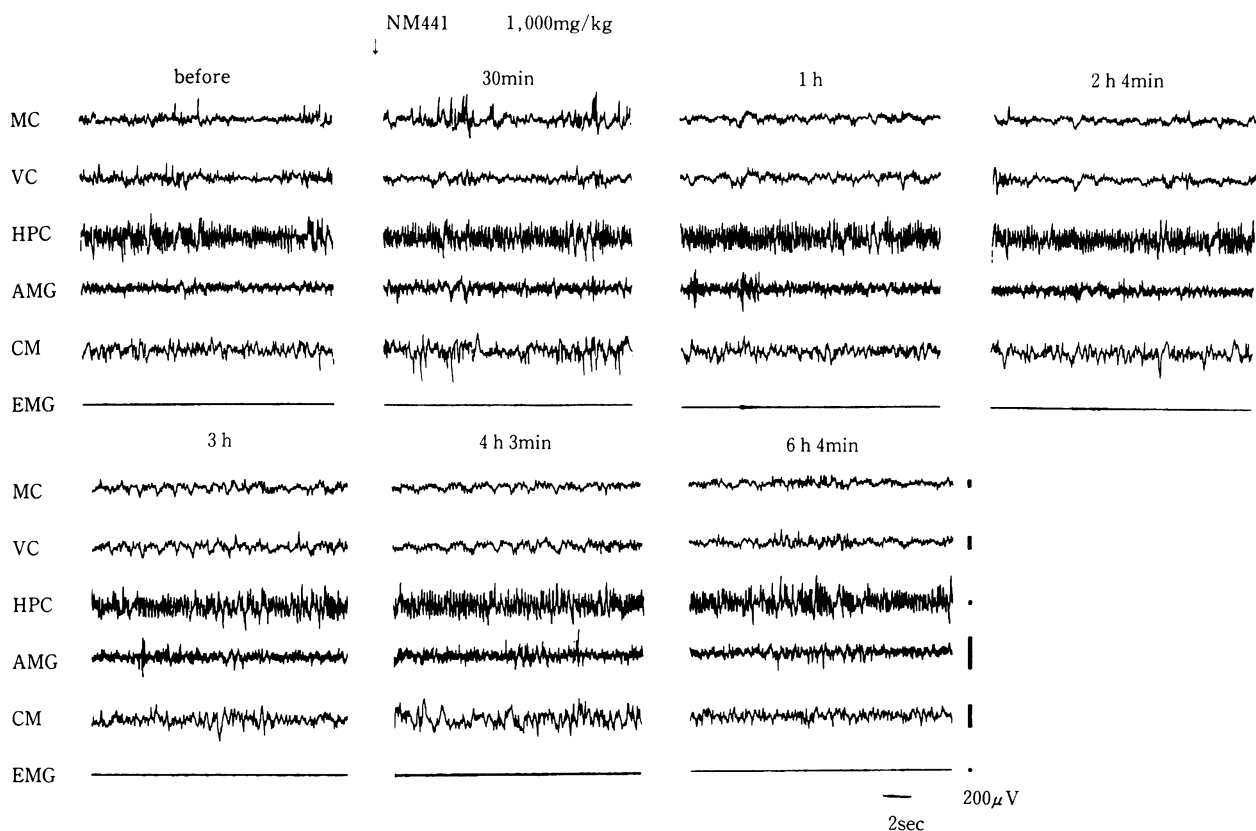 NM441 1,000mg/kg
↓
before 30min 1 h 2 h 4min
MC
VC
HPC
AMG
CM
EMG
3 h 4 h 3min 6 h 4min
MC
VC
HPC
AMG
CM
EMG
200μV
2sec